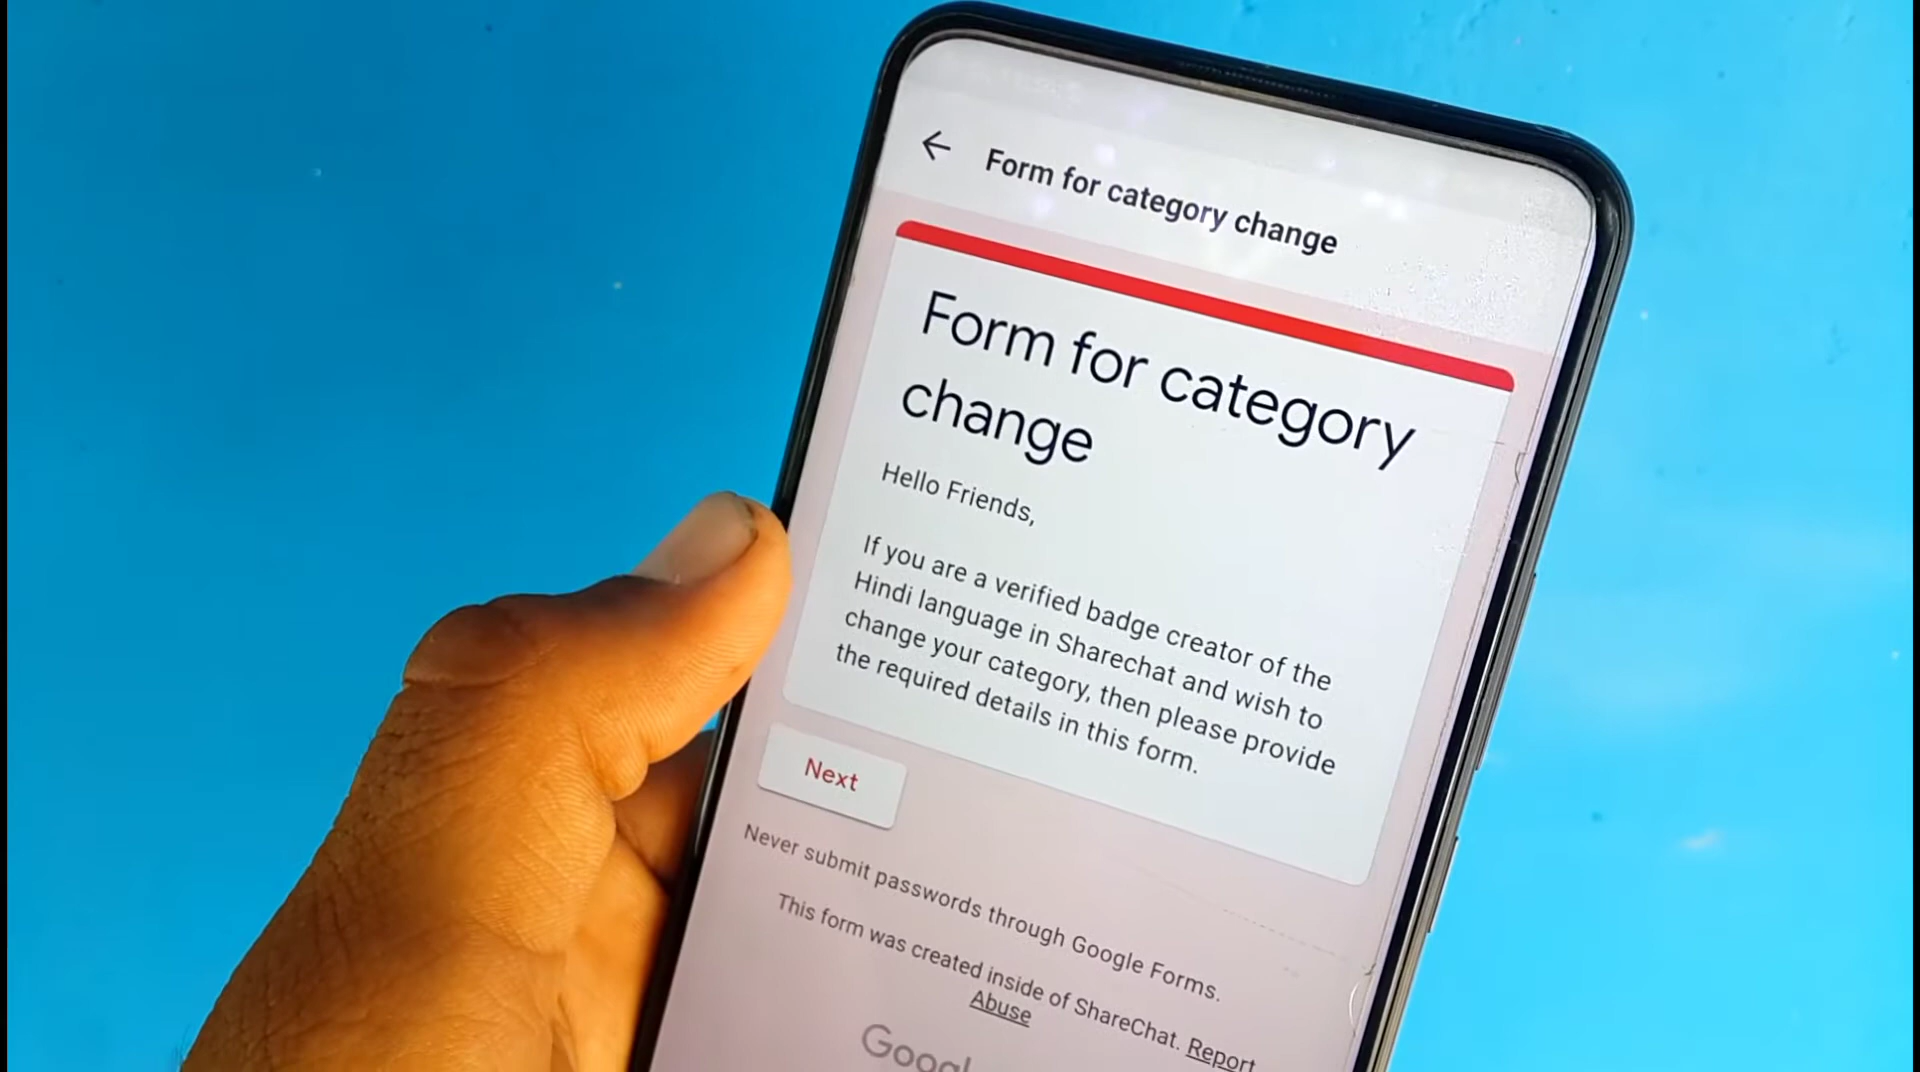 Form for category change
Form for category
change
Hello Friends,
If you are a verified badge creator of the
Hindi language in Sharechat and wish to
change your category, then please provide
the required details in this form.
Next
Never submit passwords through Google Forms.
This form was created inside of ShareChat. Report
Abuse
Googl